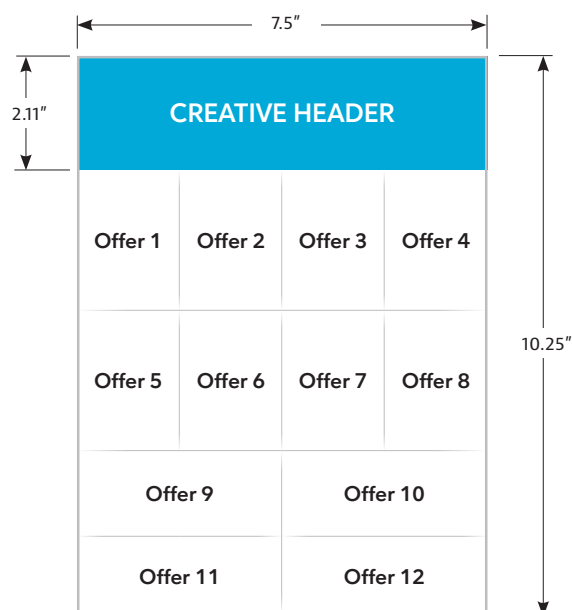 7.5″
2.11″
CREATIVE HEADER
Offer 1 Offer 2 Offer 3 Offer 4
10.25″
Offer 5 Offer 6 Offer 7 Offer 8
Offer 9 Offer 10
Offer 11 Offer 12